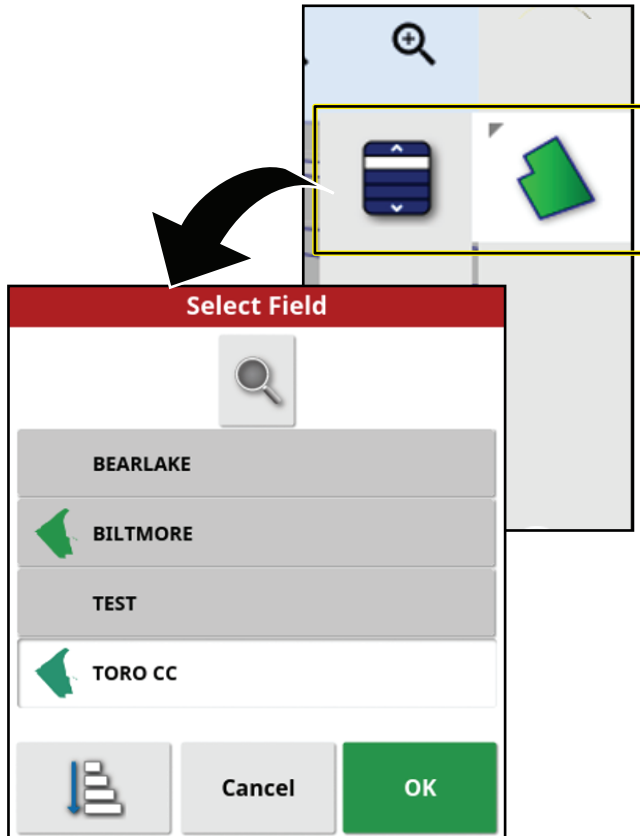 Select Field
BEARLAKE
BILTMORE
TEST
TORO CC
Cancel
OK